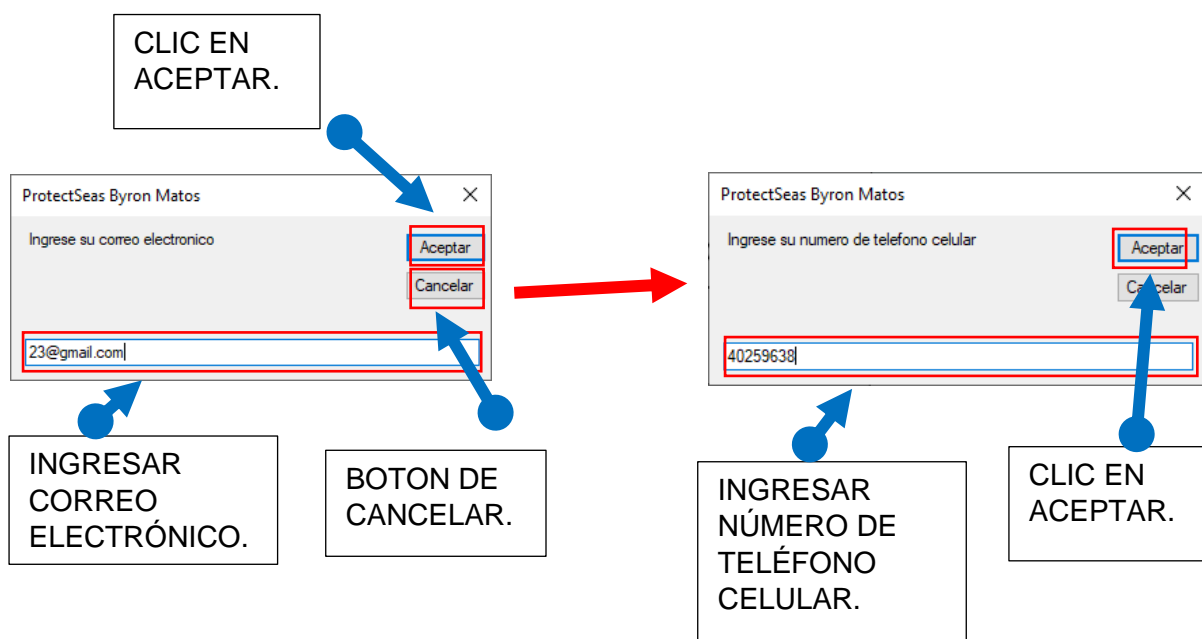 CLIC EN
ACEPTAR.
ProtectSeas Byron Matos
Ingrese su correo electronico
Aceptar
Cancelar
23@gmail.com
INGRESAR
CORREO
ELECTRÓNICO.
BOTON DE
CANCELAR.
ProtectSeas Byron Matos
Ingrese su numero de telefono celular
Aceptar
Cancelar
40259638
INGRESAR
NÚMERO DE
TELÉFONO
CELULAR.
CLIC EN
ACEPTAR.